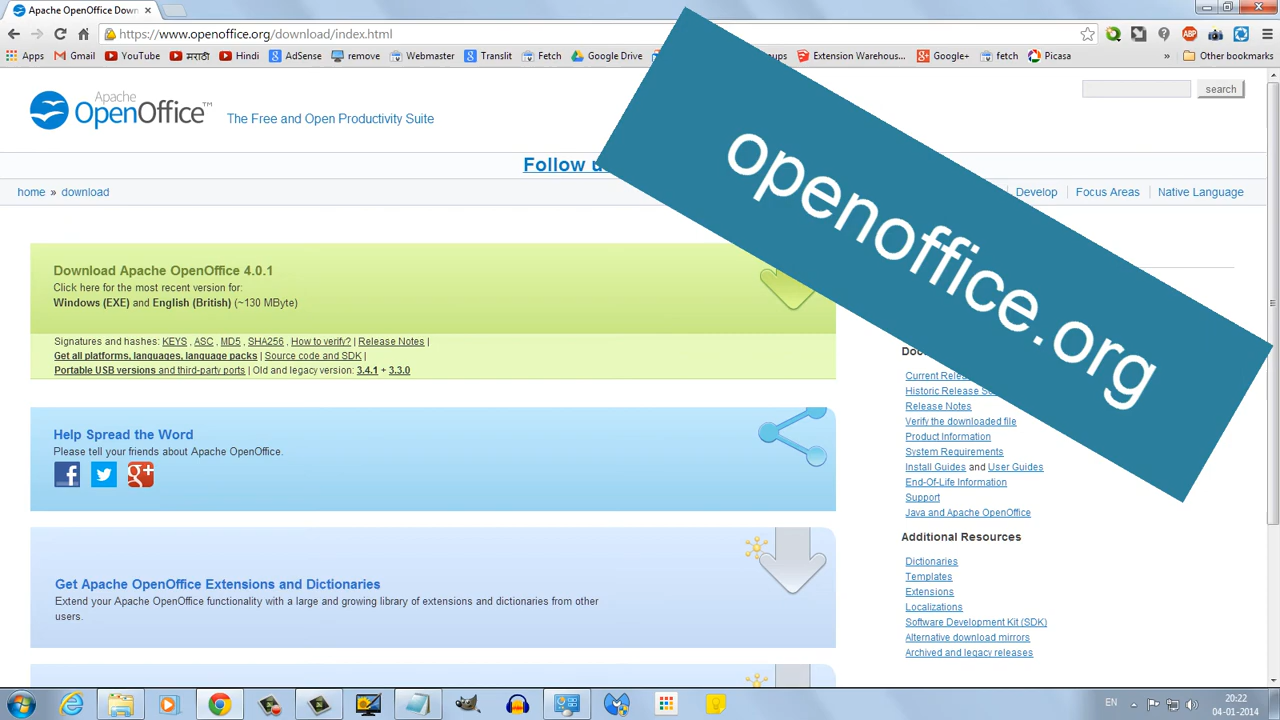 Apache OpenOffice Down
https://www.openoffice.org/download/index.html
Apps Gmail YouTube मराठी AdSense remove Webmaster Translit Fetch Google Drive Extension Warehous... Google+ fetch Picasa » Other bookmarks
Apache
OpenOffice™
The Free and Open Productivity Suite
search
Follow
home » download
Develop Focus Areas Native Language
openoffice.org
Download Apache OpenOffice 4.0.1
Click here for the most recent version for:
Windows (EXE) and English (British) (~130 MByte)
Signatures and hashes: KEYS , ASC , MD5 , SHA256 , How to verify? | Release Notes |
Get all platforms, languages, language packs | Source code and SDK |
Portable USB versions and third-party ports | Old and legacy version: 3.4.1 + 3.3.0
Help Spread the Word
Please tell your friends about Apache OpenOffice.
Get Apache OpenOffice Extensions and Dictionaries
Extend your Apache OpenOffice functionality with a large and growing library of extensions and dictionaries from other
users.
Current
Historic Release
Release Notes
Verify the downloaded file
Product Information
System Requirements
Install Guides and User Guides
End-Of-Life Information
Support
Java and Apache OpenOffice
Additional Resources
Dictionaries
Templates
Extensions
Localizations
Software Development Kit (SDK)
Alternative download mirrors
Archived and legacy releases
EN
20:22
04-01-2014